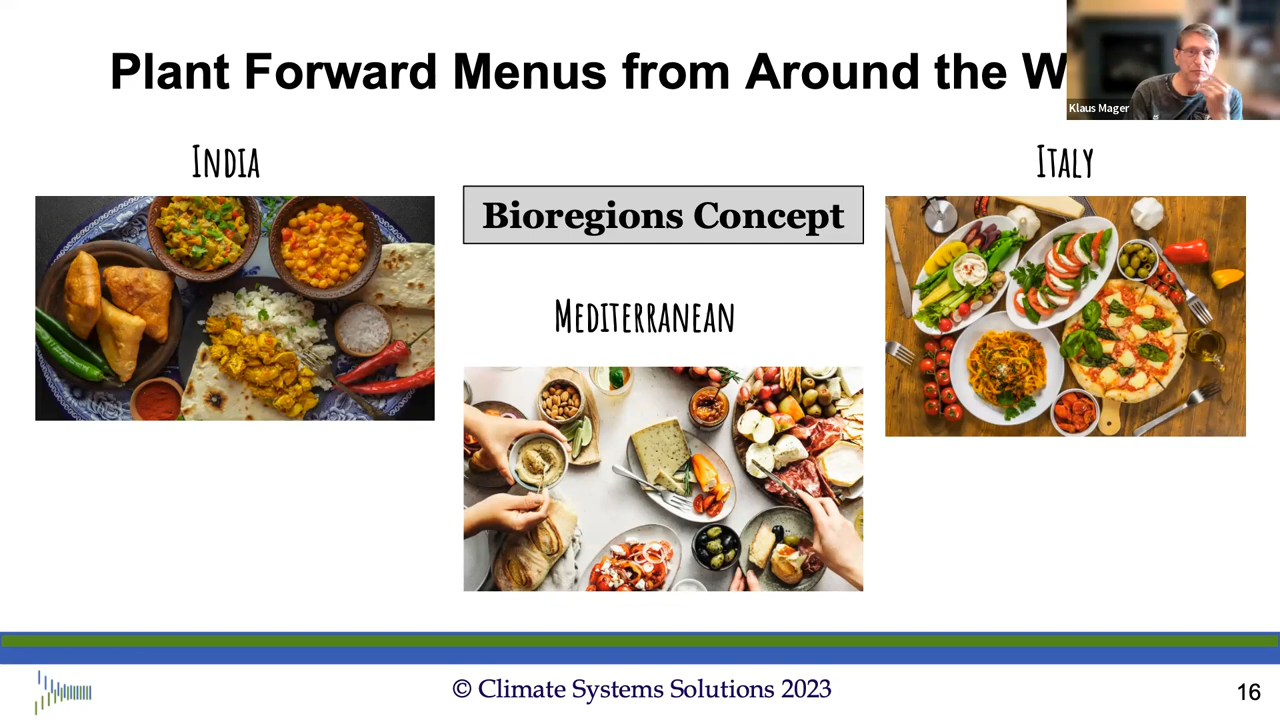 Plant Forward Menus from Around the W
Klaus Mager
India
Italy
Bioregions Concept
Mediterranean
© Climate Systems Solutions 2023
16